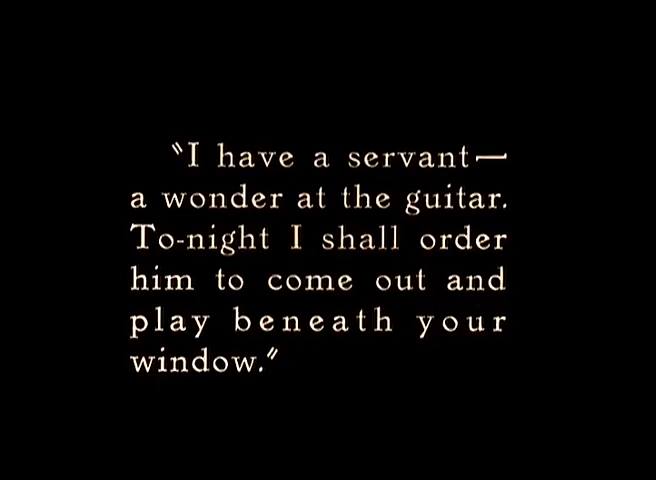 "I have a servant—
a wonder at the guitar.
To-night I shall order
him to come out and
play beneath your
window."